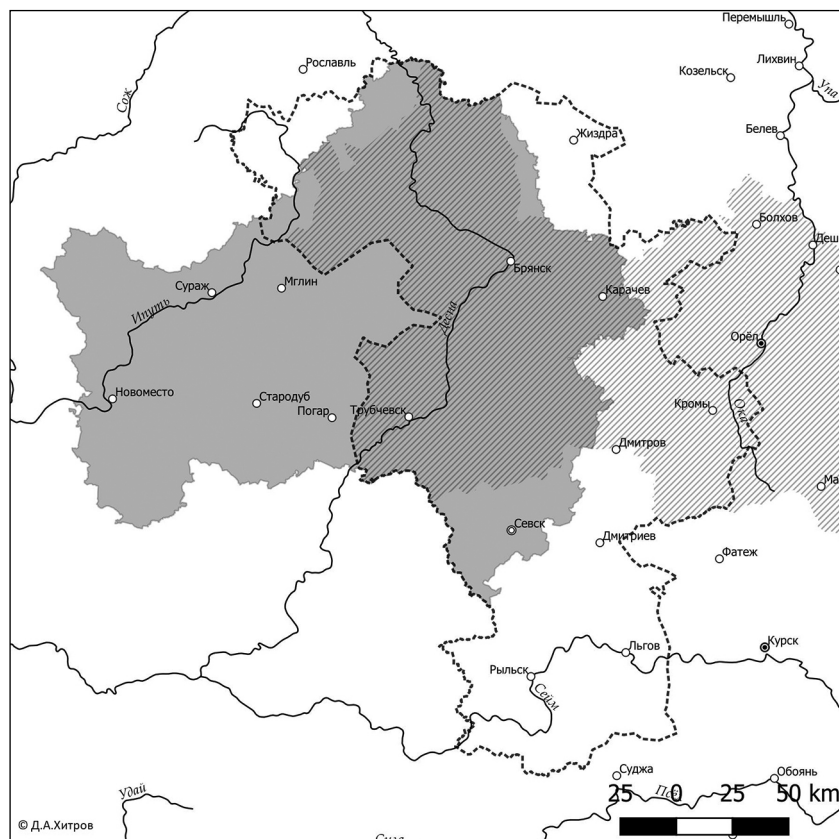 Перемышль
Рославль
Лихвин
Козельск
Сож
Упа
Белев
Жиздра
Болхов
Деш
Брянск
Сураж
Мглин
Карачев
Ипуть
Десна
Орёл
Новоместо
Стародуб
Погар
Трубчевск
Кромы
Ока
Дмитров
Ма
Севск
Дмитриев
Фатеж
Льгов
Курск
Рыльск
Сейм
Суджа
Обоянь
Удай
Псё
25 0 25 50 km
© Д.А.Хитров
Сула